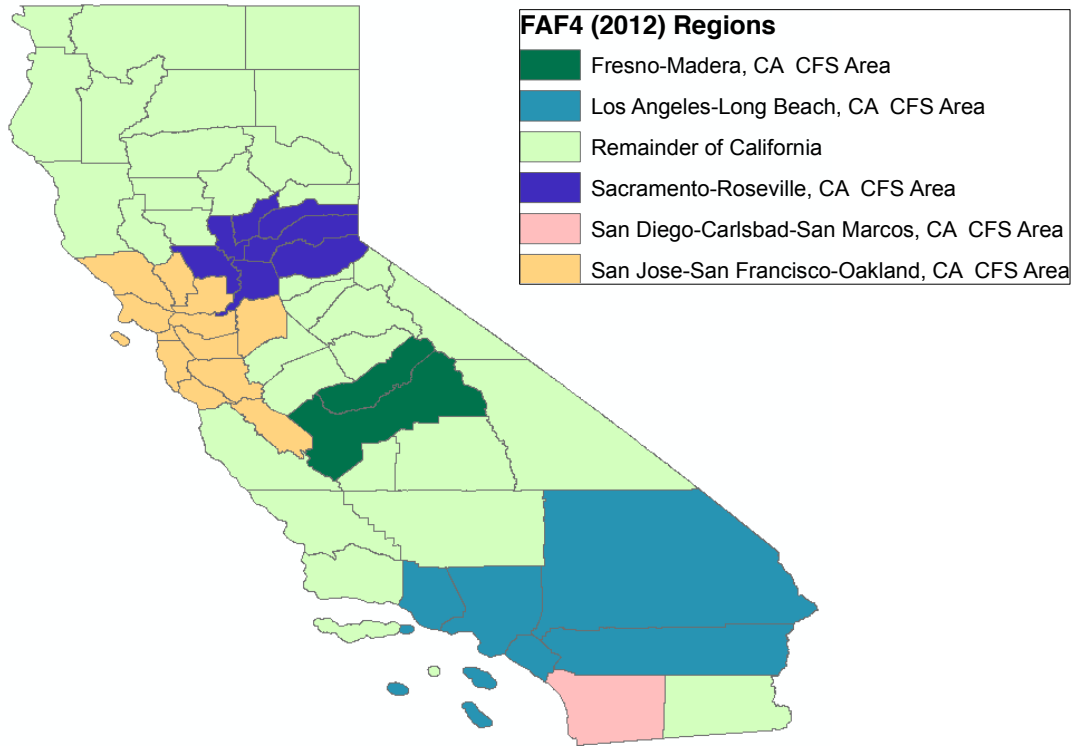 FAF4 (2012) Regions
Fresno-Madera, CA CFS Area
Los Angeles-Long Beach, CA CFS Area
Remainder of California
Sacramento-Roseville, CA CFS Area
San Diego-Carlsbad-San Marcos, CA CFS Area
San Jose-San Francisco-Oakland, CA CFS Area